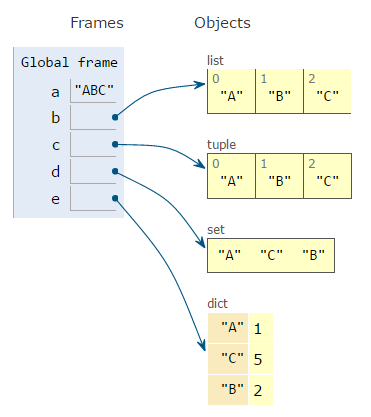 Frames Objects
Global frame
a "ABC"
b
c
d
e
list
0 1 2
"A" "B" "C"
tuple
0 1 2
"A" "B" "C"
set
"A" "C" "B"
dict
"A" 1
"C" 5
"B" 2